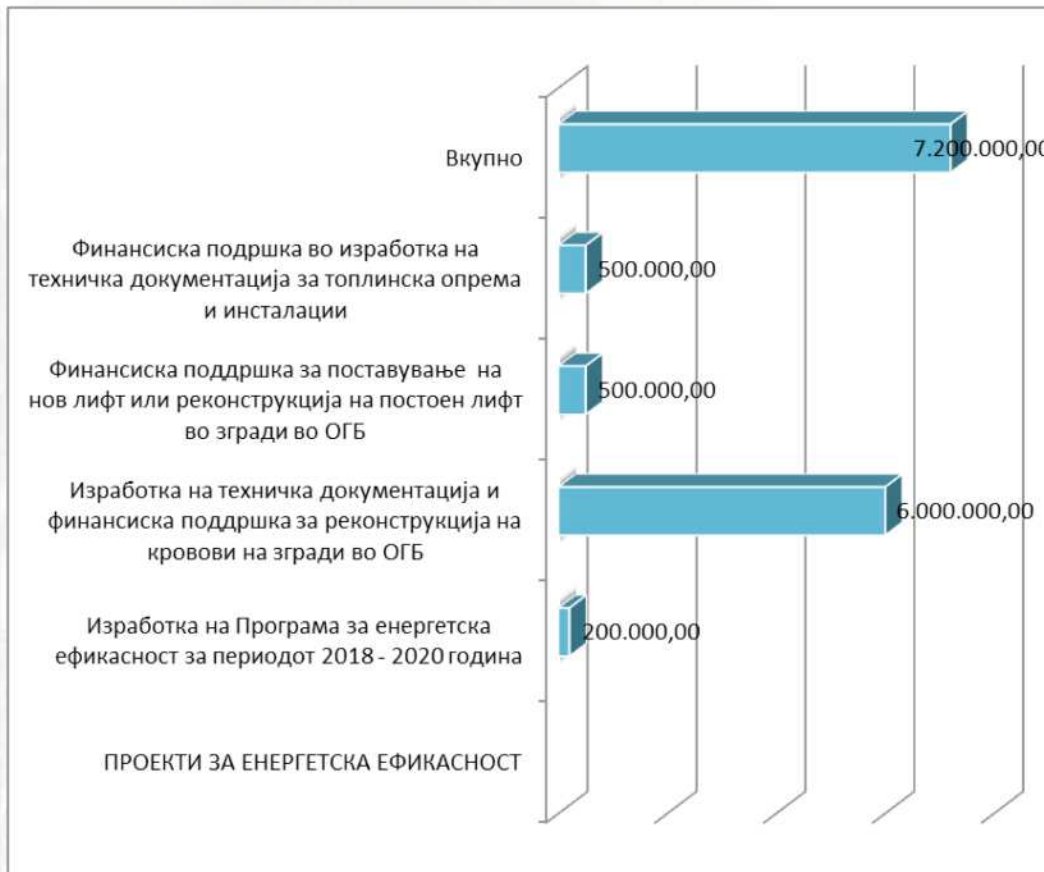 Вкупно
7.200.000,00
Финансиска подршка во изработка на
техничка документација за топлинска опрема
и инсталации
500.000,00
Финансиска поддршка за поставување на
нов лифт или реконструкција на постоен лифт
во згради во ОГБ
500.000,00
Изработка на техничка документација и
финансиска поддршка за реконструкција на
кровови на згради во ОГБ
6.000.000,00
Изработка на Програма за енергетска
ефикасност за периодот 2018 - 2020 година
200.000,00
ПРОЕКТИ ЗА ЕНЕРГЕТСКА ЕФИКАСНОСТ